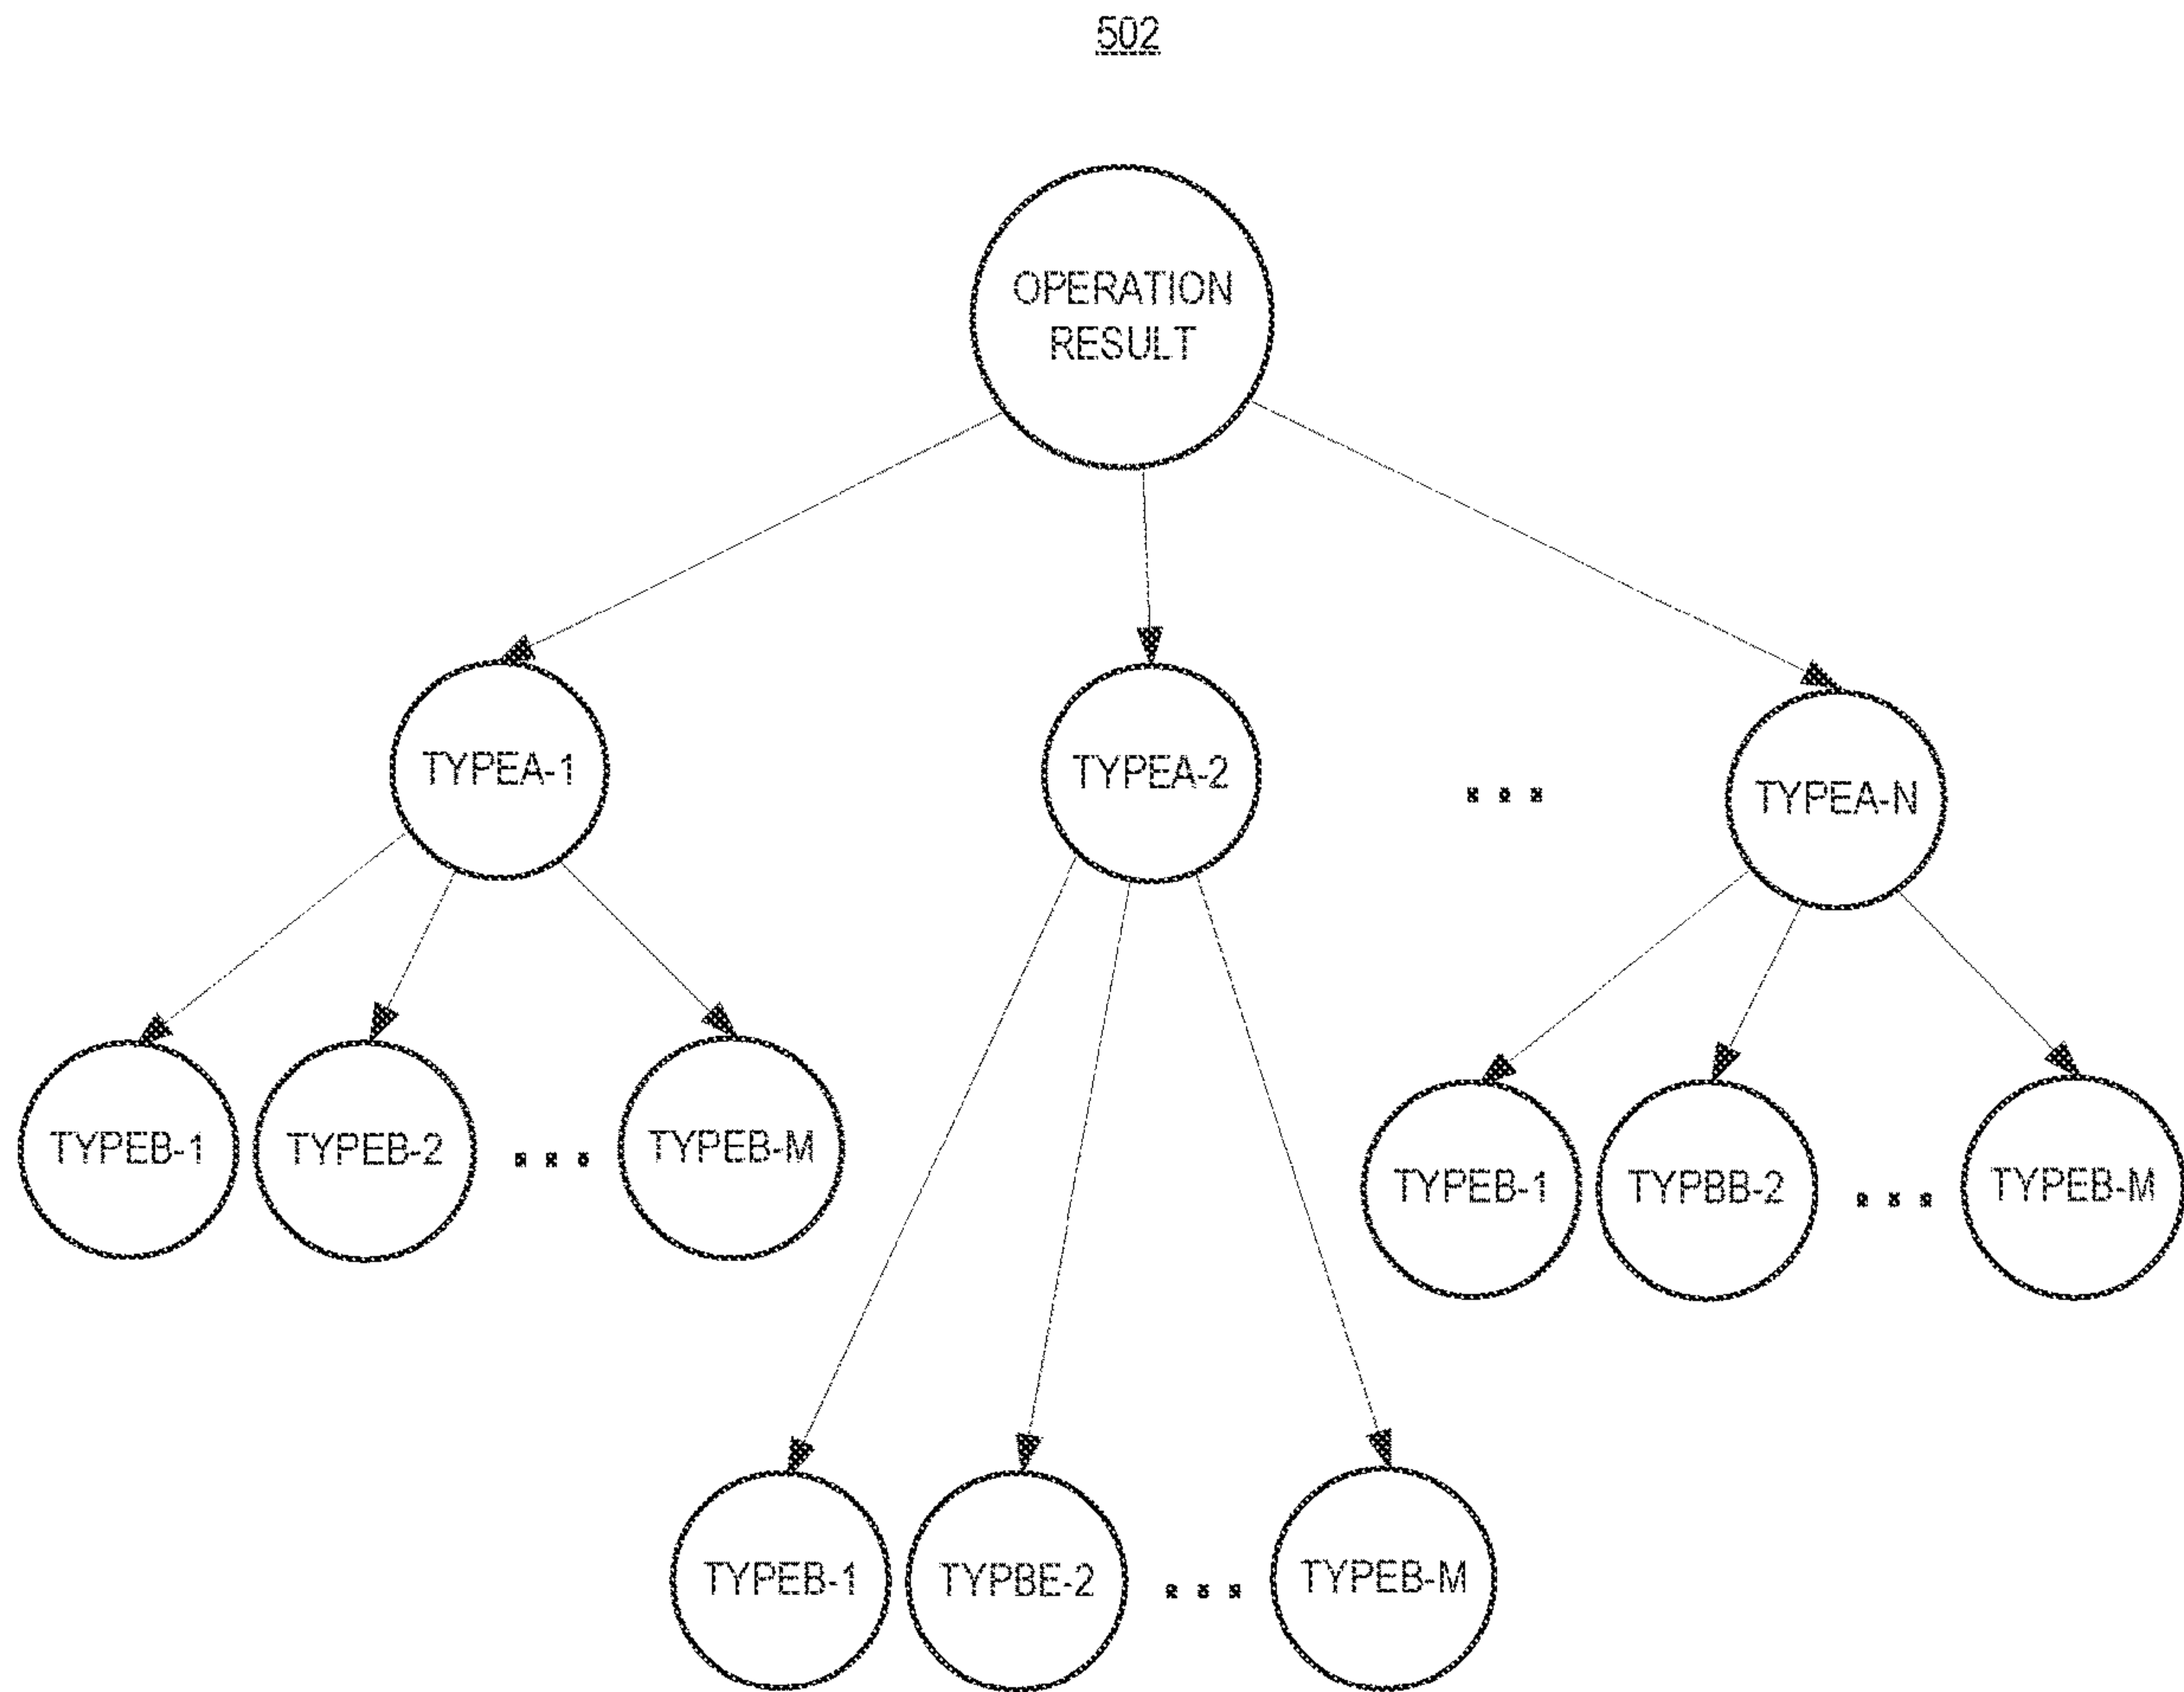 502
OPERATION
RESULT
TYPEA-1
TYPEA-2
...
TYPEA-N
TYPEB-1
TYPEB-2
...
TYPEB-M
TYPEB-1
TYPBB-2
...
TYPEB-M
TYPEB-1
TYPBE-2
...
TYPEB-M